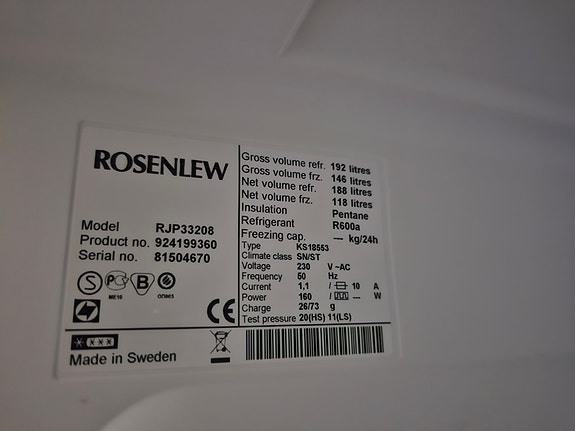 ROSENLEW
Model RJP33208
Product no. 924199360
Serial no. 81504670
ME10
Gross volume refr. 192 litres
Gross volume frz. 146 litres
Net volume refr. 188 litres
Net volume frz. 118 litres
Insulation Pentane
Refrigerant R600a
Freezing cap. --- kg/24h
Type KS18553
Climate class SN/ST
Voltage 230 V ~AC
Frequency 50 Hz
Current 1,1 / 10 A
Power 160 / --- W
Charge 26/73 g
Test pressure 20(HS) 11(LS)
CE
Made in Sweden